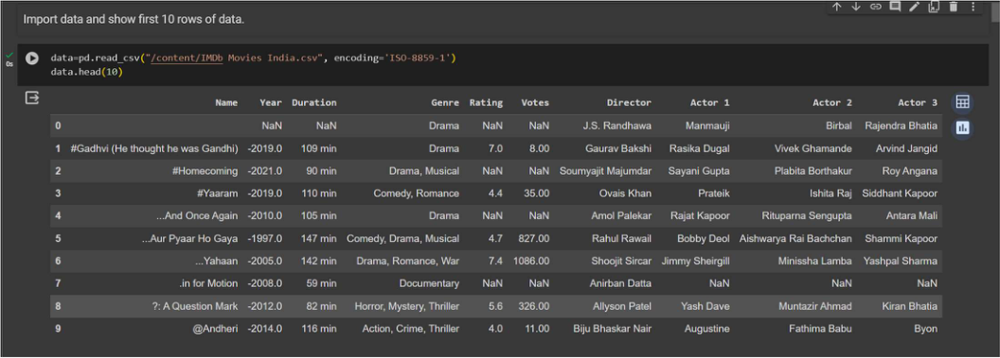 Import data and show first 10 rows of data.
0s
data=pd.read_csv("/content/IMDb Movies India.csv", encoding='ISO-8859-1')
data.head(10)
Name Year Duration Genre Rating Votes Director Actor 1 Actor 2 Actor 3
0 NaN NaN Drama NaN NaN J.S. Randhawa Manmauji Birbal Rajendra Bhatia
1 #Gadhvi (He thought he was Gandhi) -2019.0 109 min Drama 7.0 8.00 Gaurav Bakshi Rasika Dugal Vivek Ghamande Arvind Jangid
2 #Homecoming -2021.0 90 min Drama, Musical NaN NaN Soumyajit Majumdar Sayani Gupta Plabita Borthakur Roy Angana
3 #Yaaram -2019.0 110 min Comedy, Romance 4.4 35.00 Ovais Khan Prateik Ishita Raj Siddhant Kapoor
4 ...And Once Again -2010.0 105 min Drama NaN NaN Amol Palekar Rajat Kapoor Rituparna Sengupta Antara Mali
5 ...Aur Pyaar Ho Gaya -1997.0 147 min Comedy, Drama, Musical 4.7 827.00 Rahul Rawail Bobby Deol Aishwarya Rai Bachchan Shammi Kapoor
6 ...Yahaan -2005.0 142 min Drama, Romance, War 7.4 1086.00 Shoojit Sircar Jimmy Sheirgill Minissha Lamba Yashpal Sharma
7 .in for Motion -2008.0 59 min Documentary NaN NaN Anirban Datta NaN NaN NaN
8 ?: A Question Mark -2012.0 82 min Horror, Mystery, Thriller 5.6 326.00 Allyson Patel Yash Dave Muntazir Ahmad Kiran Bhatia
9 @Andheri -2014.0 116 min Action, Crime, Thriller 4.0 11.00 Biju Bhaskar Nair Augustine Fathima Babu Byon